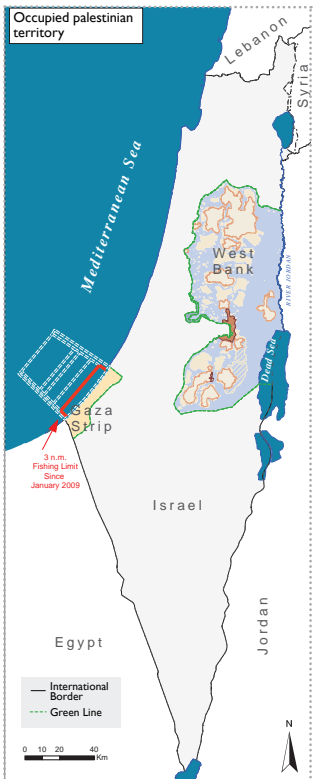 Occupied palestinian
territory
Lebanon
Syria
Mediterranean Sea
West
Bank
RIVER JORDAN
Dead Sea
Gaza
Strip
3 n.m.
Fishing Limit
Since
January 2009
Israel
Jordan
Egypt
International
Border
Green Line
N
0 10 20 40
Km